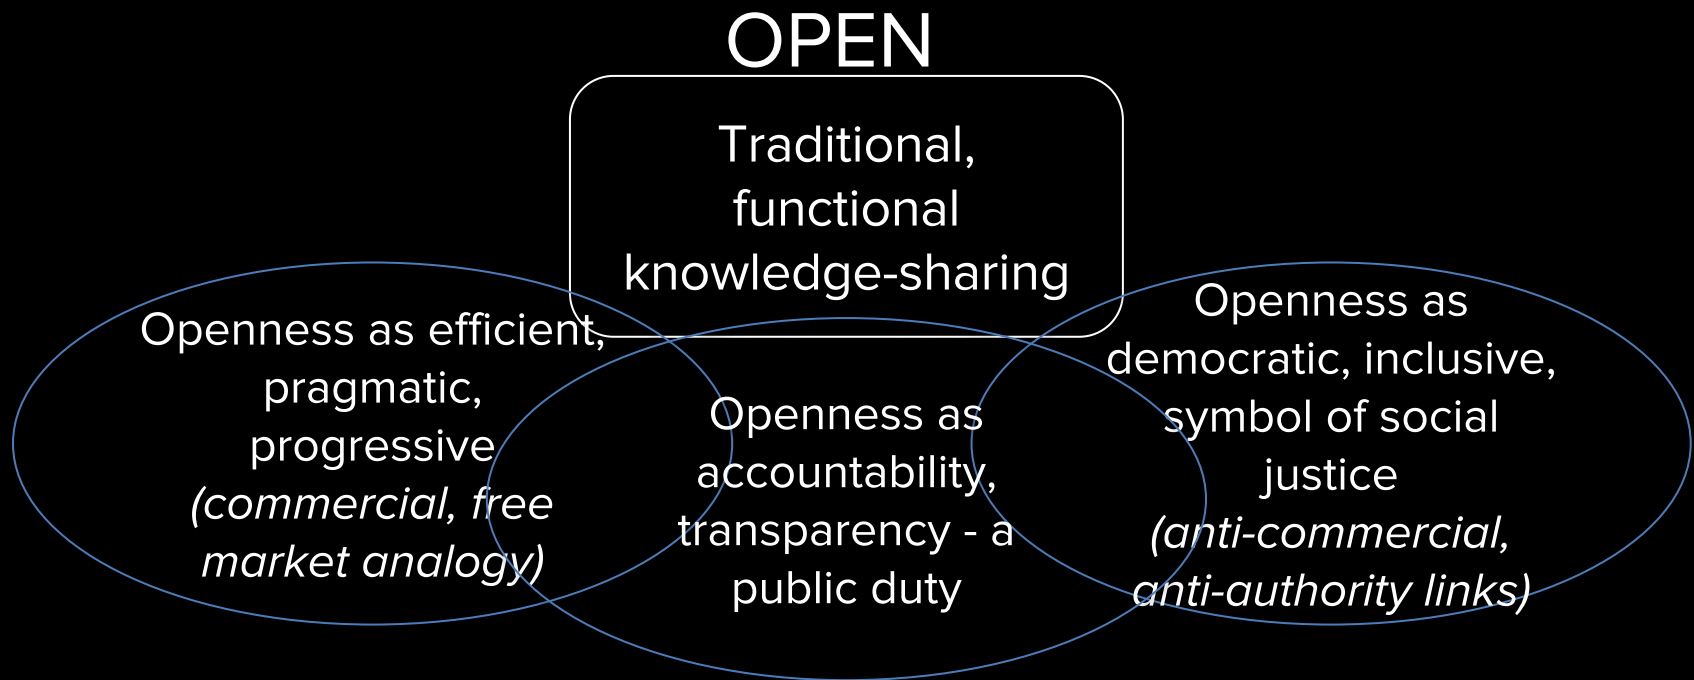 OPEN
Traditional,
functional
knowledge-sharing
Openness as efficient,
pragmatic,
progressive
(commercial, free
market analogy)
Openness as
accountability,
transparency - a
public duty
Openness as
democratic, inclusive,
symbol of social
justice
(anti-commercial,
anti-authority links)